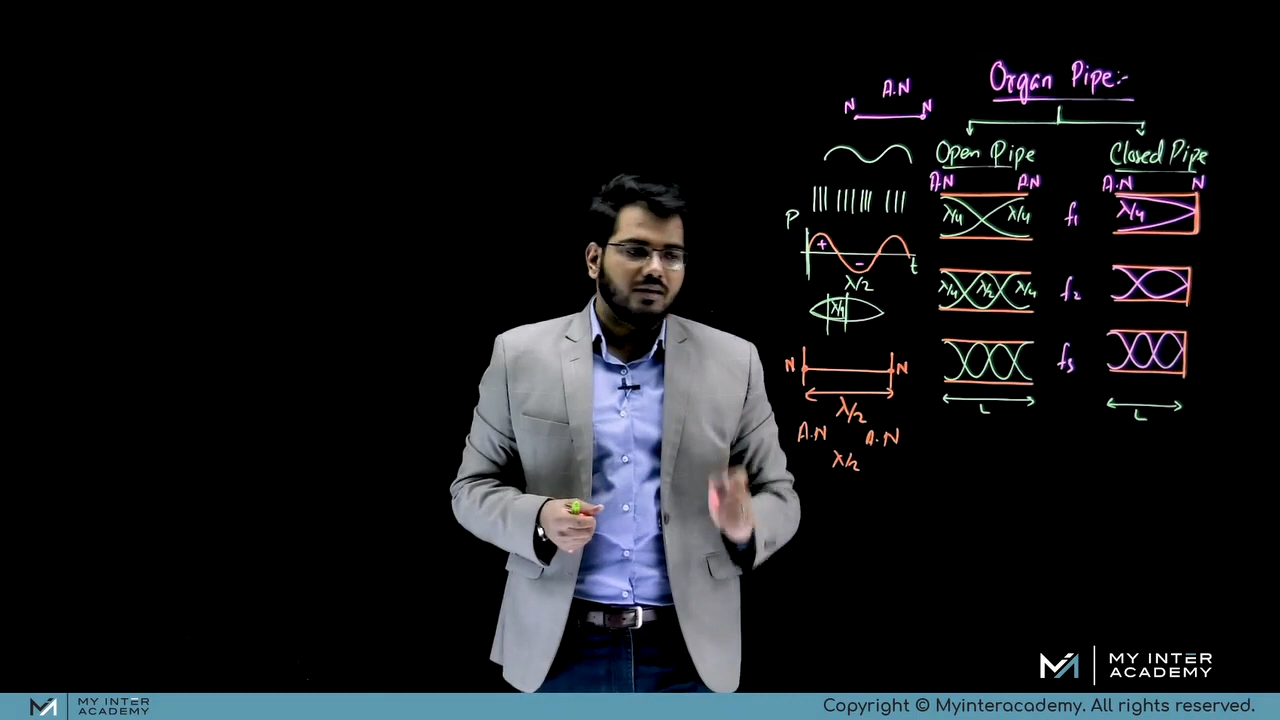 Organ Pipe:-
A.N
N N
Open Pipe
Closed Pipe
A.N A.N
A.N N
λ/4 λ/4
f1
λ/4
P
+
-
t
λ/2
λ/4
λ/4 λ/2 λ/4
f2
N N
λ/2
f3
A.N A.N
λ/2
L
L
MY INTER
ACADEMY
MY INTER
ACADEMY
Copyright © Myinteracademy. All rights reserved.